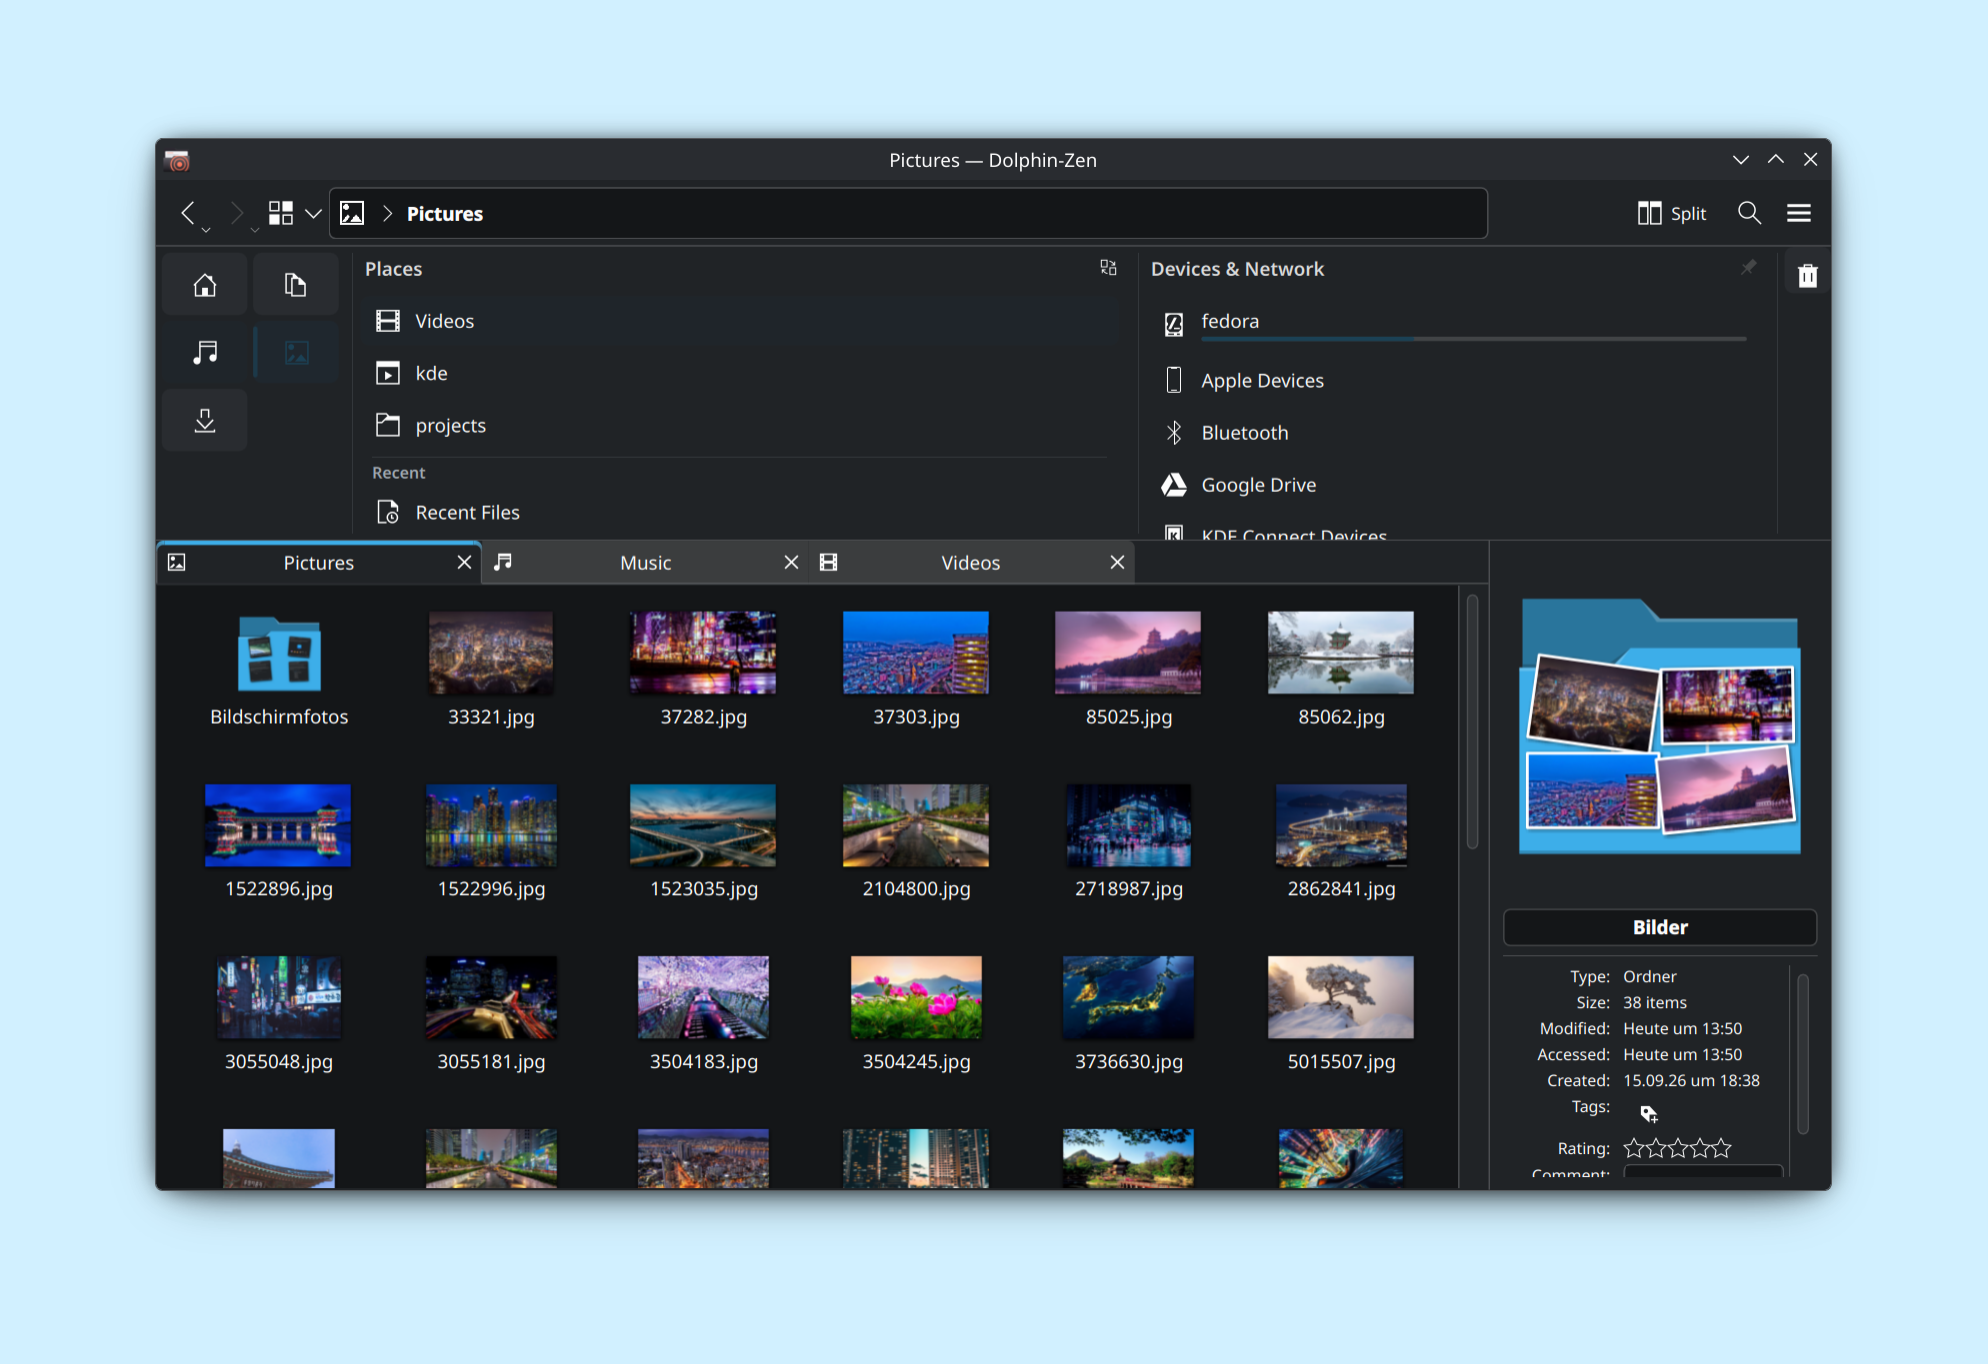 Pictures — Dolphin-Zen
Pictures
Split
Places
Videos
kde
projects
Recent
Recent Files
Devices & Network
fedora
Apple Devices
Bluetooth
Google Drive
KDE Connect Devices
Pictures
Music
Videos
Bildschirmfotos
33321.jpg
37282.jpg
37303.jpg
85025.jpg
85062.jpg
1522896.jpg
1522996.jpg
1523035.jpg
2104800.jpg
2718987.jpg
2862841.jpg
3055048.jpg
3055181.jpg
3504183.jpg
3504245.jpg
3736630.jpg
5015507.jpg
Bilder
Type: Ordner
Size: 38 items
Modified: Heute um 13:50
Accessed: Heute um 13:50
Created: 15.09.26 um 18:38
Tags:
Rating:
Comment: